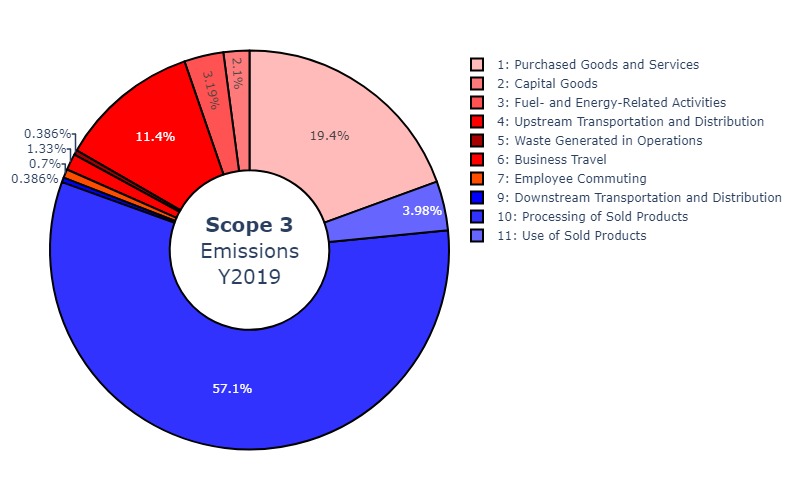 2.1%
3.19%
19.4%
11.4%
0.386%
1.33%
0.7%
0.386%
3.98%
57.1%
Scope 3
Emissions
Y2019
1: Purchased Goods and Services
2: Capital Goods
3: Fuel- and Energy-Related Activities
4: Upstream Transportation and Distribution
5: Waste Generated in Operations
6: Business Travel
7: Employee Commuting
9: Downstream Transportation and Distribution
10: Processing of Sold Products
11: Use of Sold Products